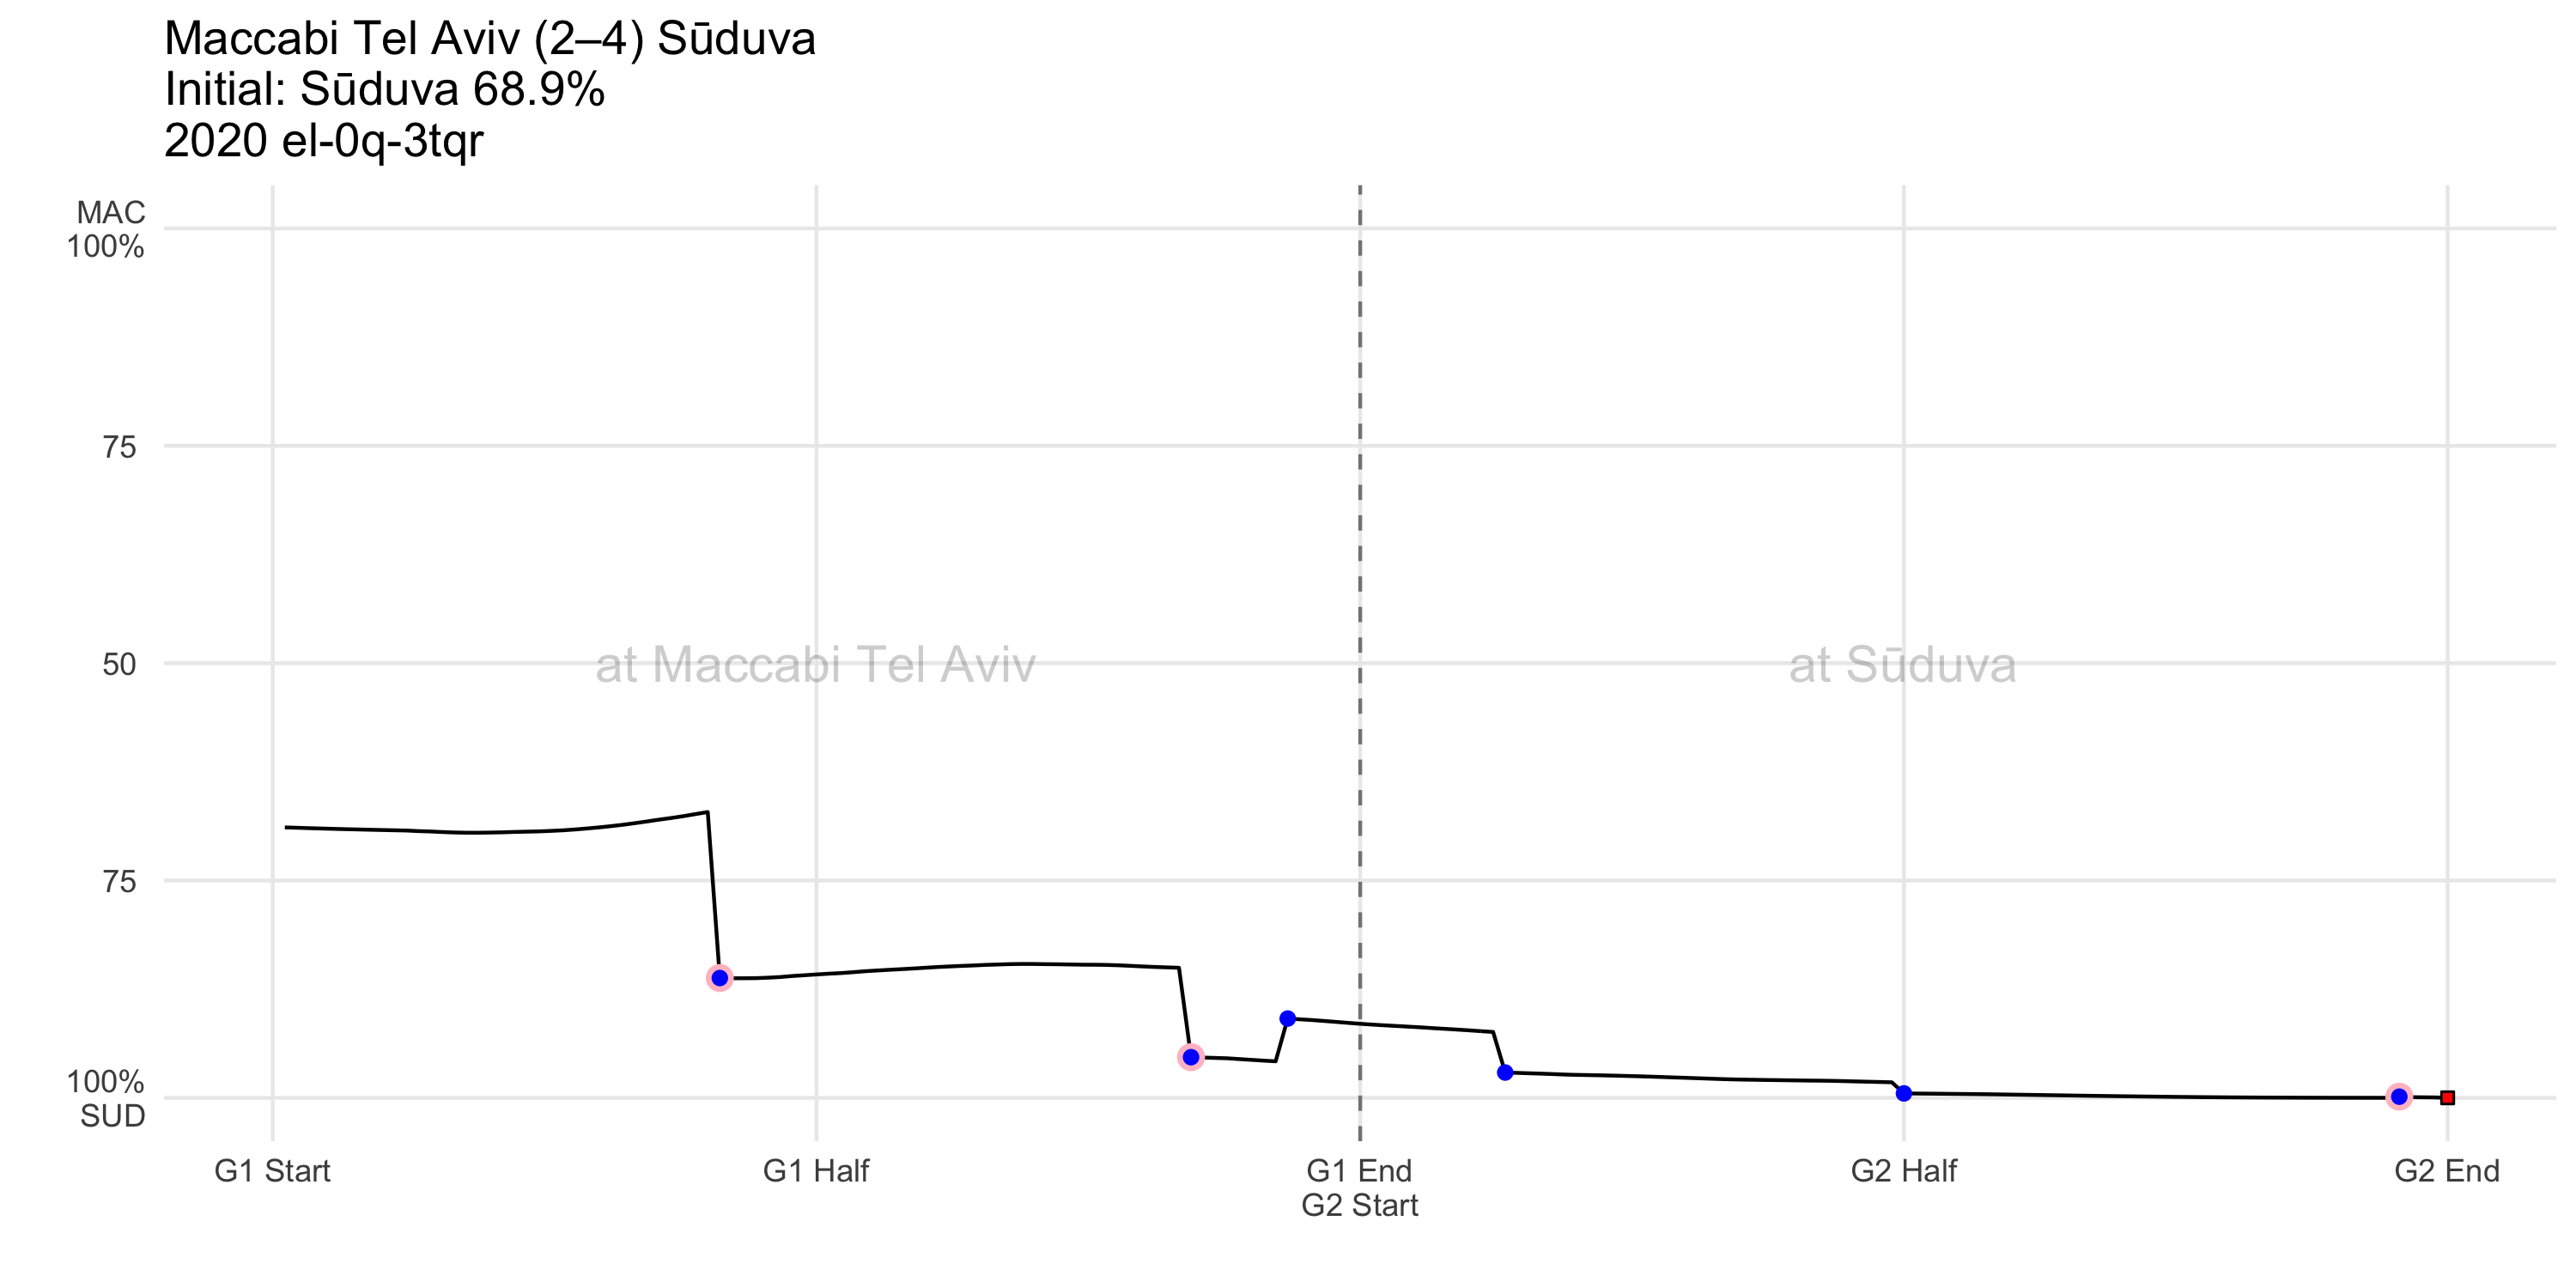 Maccabi Tel Aviv (2–4) Sūduva
Initial: Sūduva 68.9%
2020 el-0q-3tqr
MAC
100%
75
50
75
100%
SUD
at Maccabi Tel Aviv
at Sūduva
G1 Start
G1 Half
G1 End
G2 Start
G2 Half
G2 End